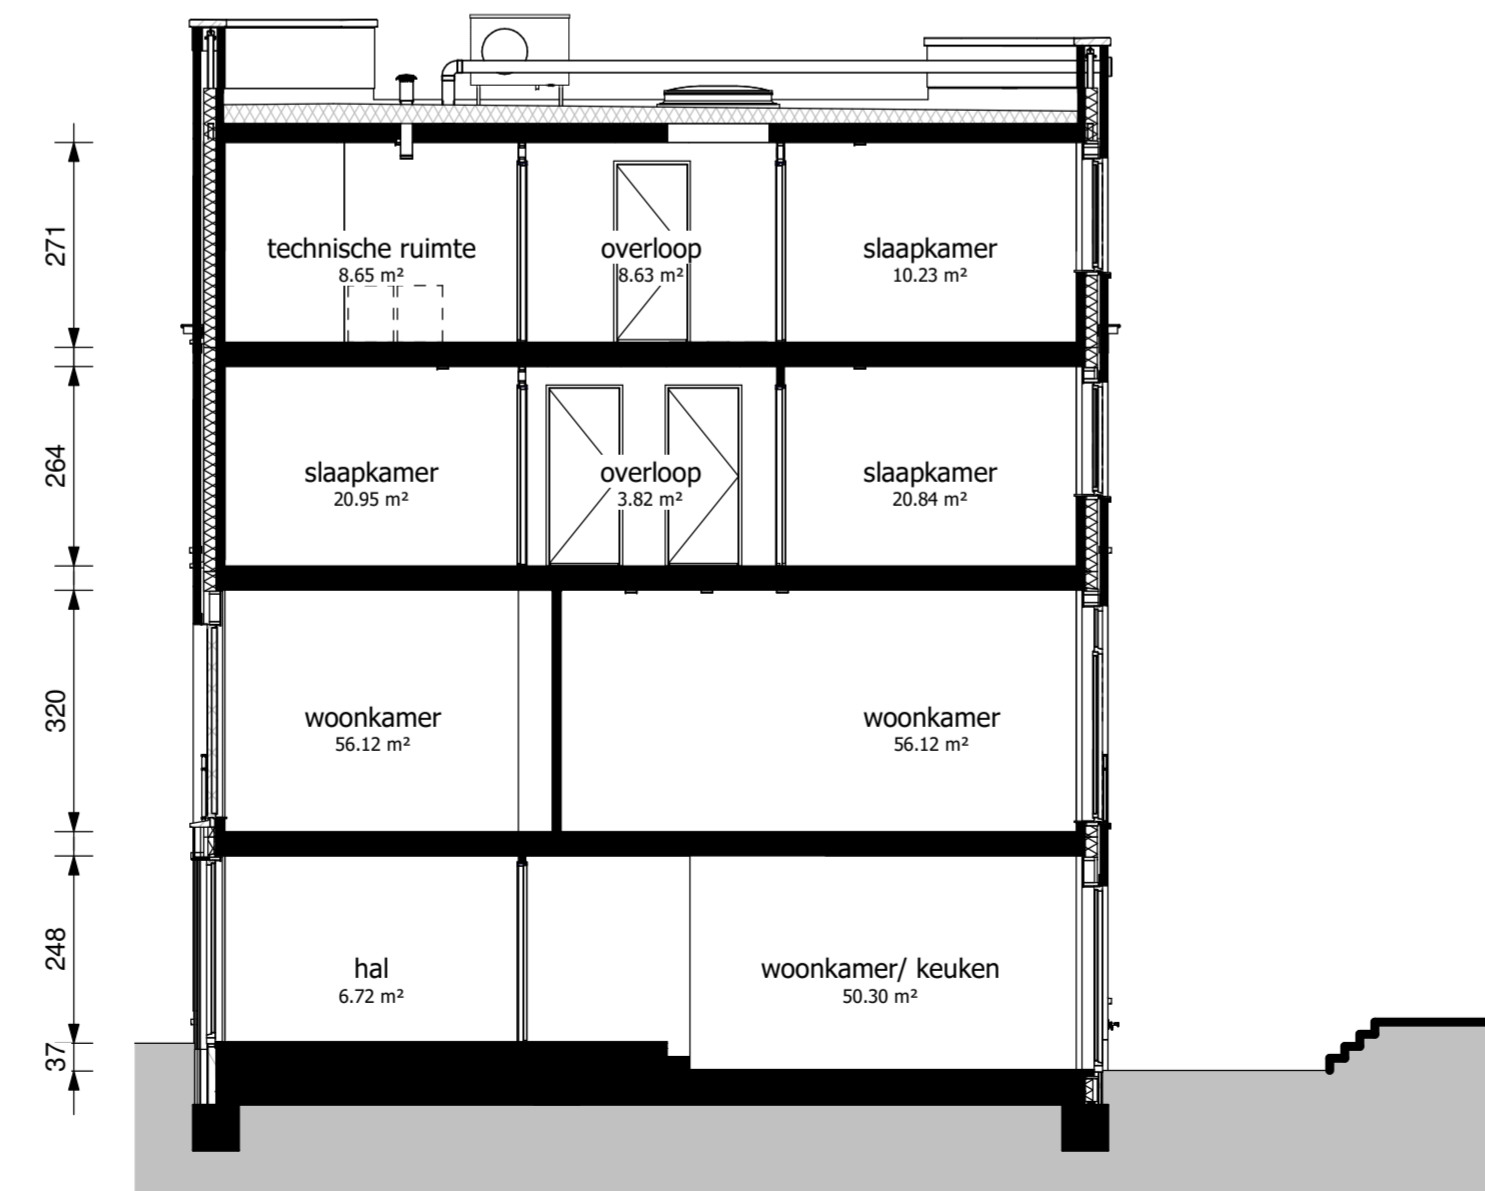 271
technische ruimte
8.65 m²
overloop
8.63 m²
slaapkamer
10.23 m²
264
slaapkamer
20.95 m²
overloop
3.82 m²
slaapkamer
20.84 m²
320
woonkamer
56.12 m²
woonkamer
56.12 m²
248
hal
6.72 m²
woonkamer/ keuken
50.30 m²
37